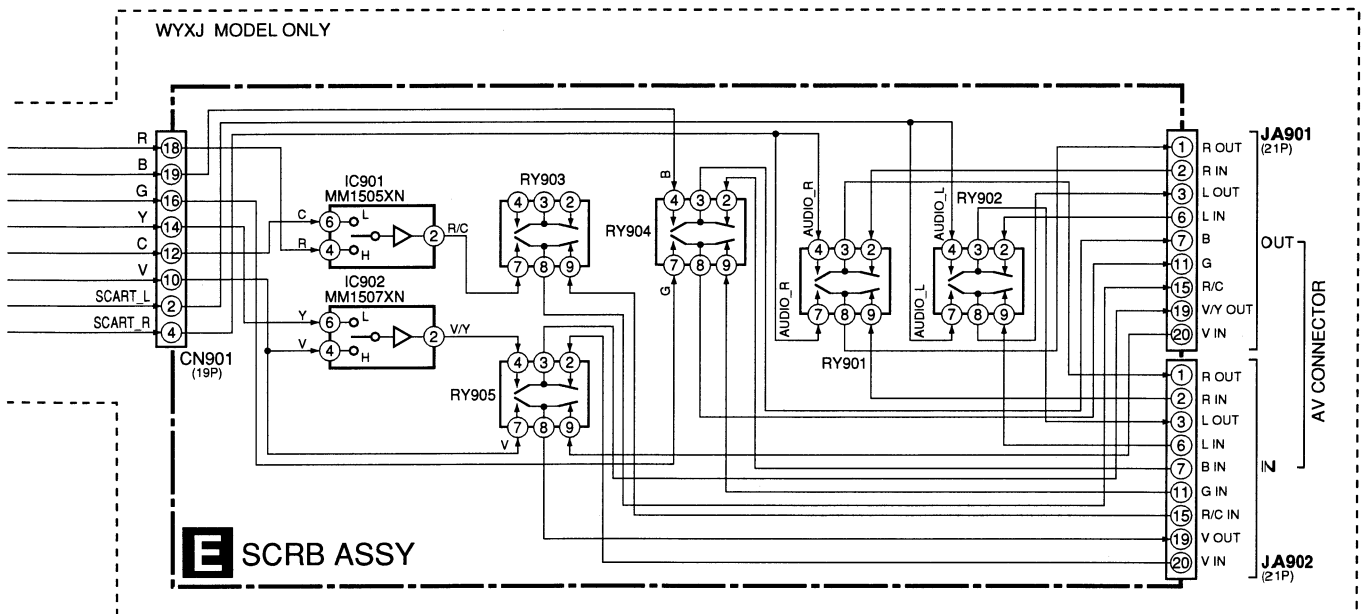 WYXJ MODEL ONLY
R
18
B
19
G
16
Y
14
C
12
V
10
SCART_L
2
SCART_R
4
CN901
(19P)
IC901
MM1505XN
C
6
L
R
4
H
2
R/C
IC902
MM1507XN
Y
6
L
V
4
H
2
V/Y
RY903
4 3 2
7 8 9
RY905
4 3 2
7 8 9
V
RY904
B
4 3 2
7 8 9
G
AUDIO_R
4 3 2
AUDIO_R
7 8 9
RY901
AUDIO_L
RY902
4 3 2
AUDIO_L
7 8 9
JA901
(21P)
1 R OUT
2 R IN
3 L OUT
6 L IN
7 B
11 G
15 R/C
19 V/Y OUT
20 V IN
OUT
AV CONNECTOR
1 R OUT
2 R IN
3 L OUT
6 L IN
7 B IN
11 G IN
15 R/C IN
19 V OUT
20 V IN
IN
JA902
(21P)
E SCRB ASSY